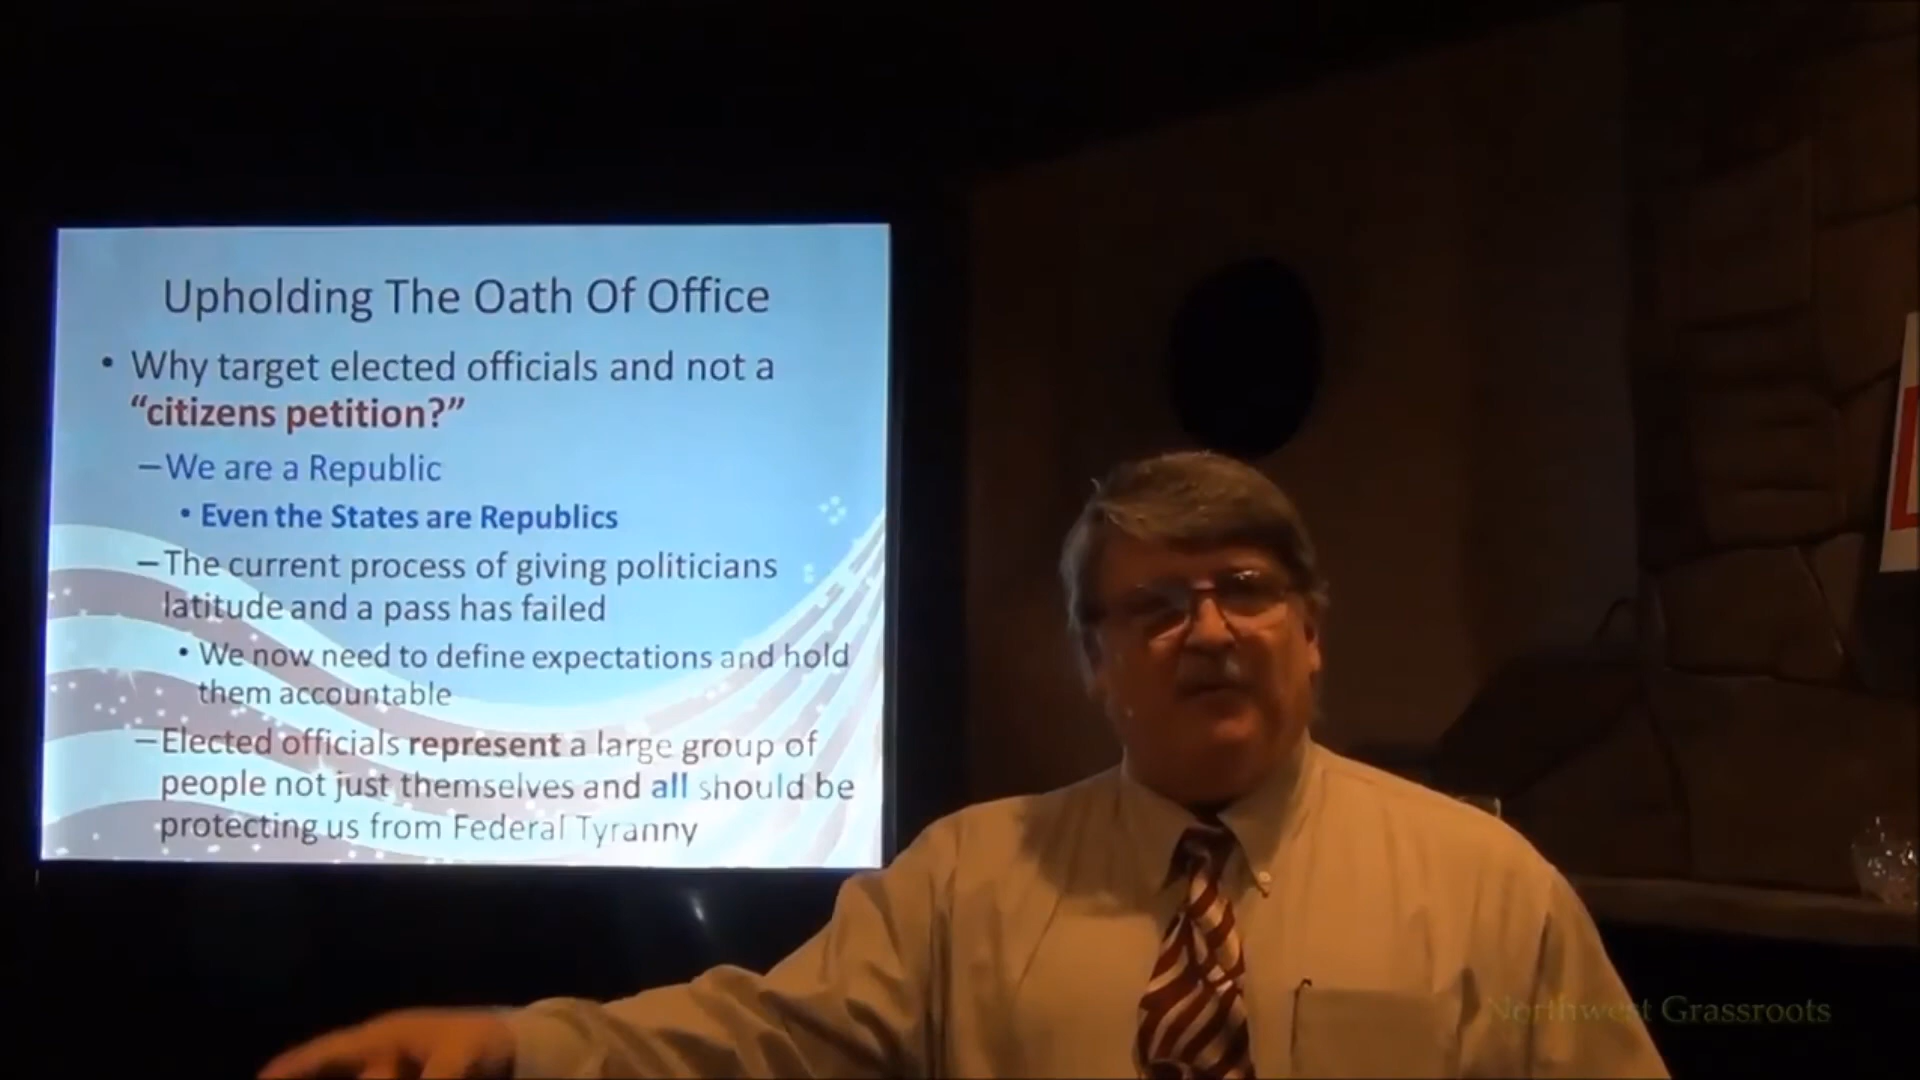 Upholding The Oath Of Office
• Why target elected officials and not a
“citizens petition?”
–We are a Republic
• Even the States are Republics
–The current process of giving politicians
latitude and a pass has failed
• We now need to define expectations and hold
them accountable
–Elected officials represent a large group of
people not just themselves and all should be
protecting us from Federal Tyranny
Northwest Grassroots